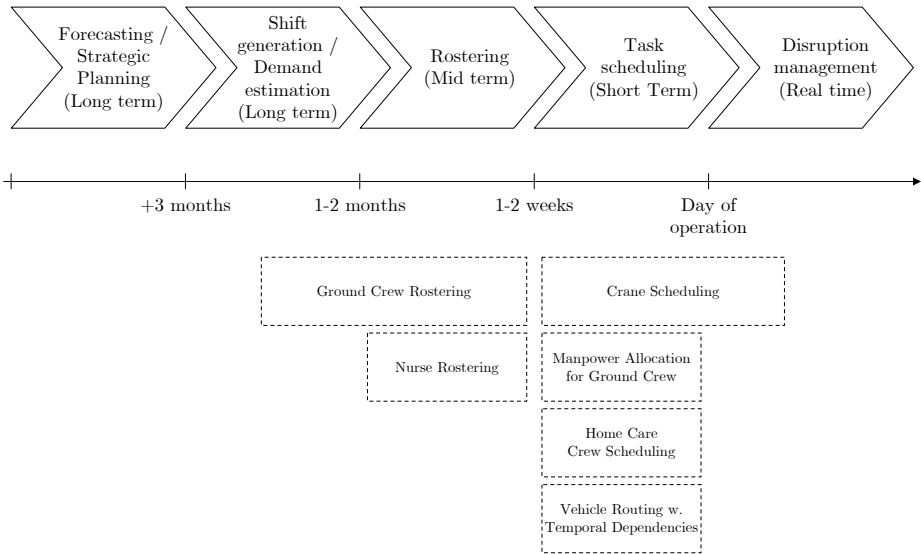 Forecasting /
Strategic
Planning
(Long term)
Shift
generation /
Demand
estimation
(Long term)
Rostering
(Mid term)
Task
scheduling
(Short Term)
Disruption
management
(Real time)
+3 months
1-2 months
1-2 weeks
Day of
operation
Ground Crew Rostering
Crane Scheduling
Nurse Rostering
Manpower Allocation
for Ground Crew
Home Care
Crew Scheduling
Vehicle Routing w.
Temporal Dependencies